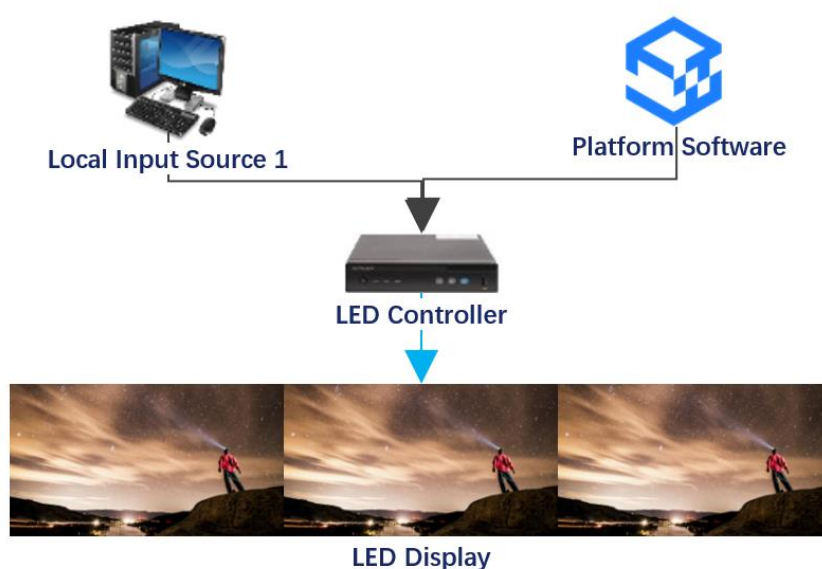 Local Input Source 1
Platform Software
LED Controller
LED Display